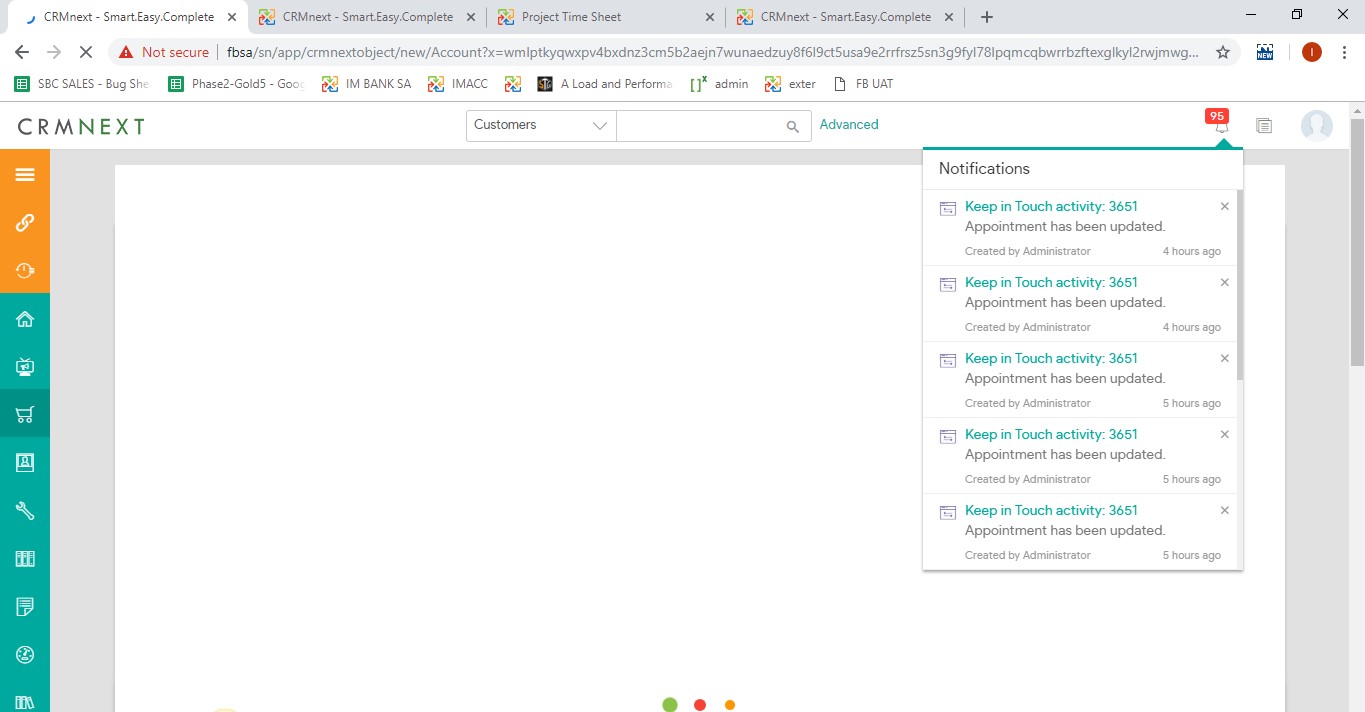 CRMnext - Smart.Easy.Complete
CRMnext - Smart.Easy.Complete
Project Time Sheet
CRMnext - Smart.Easy.Complete
Not secure
fbsa/sn/app/crmnextobject/new/Account?x=
NEW
I
SBC SALES - Bug She
Phase2-Gold5 - Goog
IM BANK SA
IMACC
A Load and Performa
admin
exter
FB UAT
CRMNEXT
Customers
Advanced
95
Notifications
Keep in Touch activity: 3651
Appointment has been updated.
Created by Administrator 4 hours ago
Keep in Touch activity: 3651
Appointment has been updated.
Created by Administrator 4 hours ago
Keep in Touch activity: 3651
Appointment has been updated.
Created by Administrator 5 hours ago
Keep in Touch activity: 3651
Appointment has been updated.
Created by Administrator 5 hours ago
Keep in Touch activity: 3651
Appointment has been updated.
Created by Administrator 5 hours ago